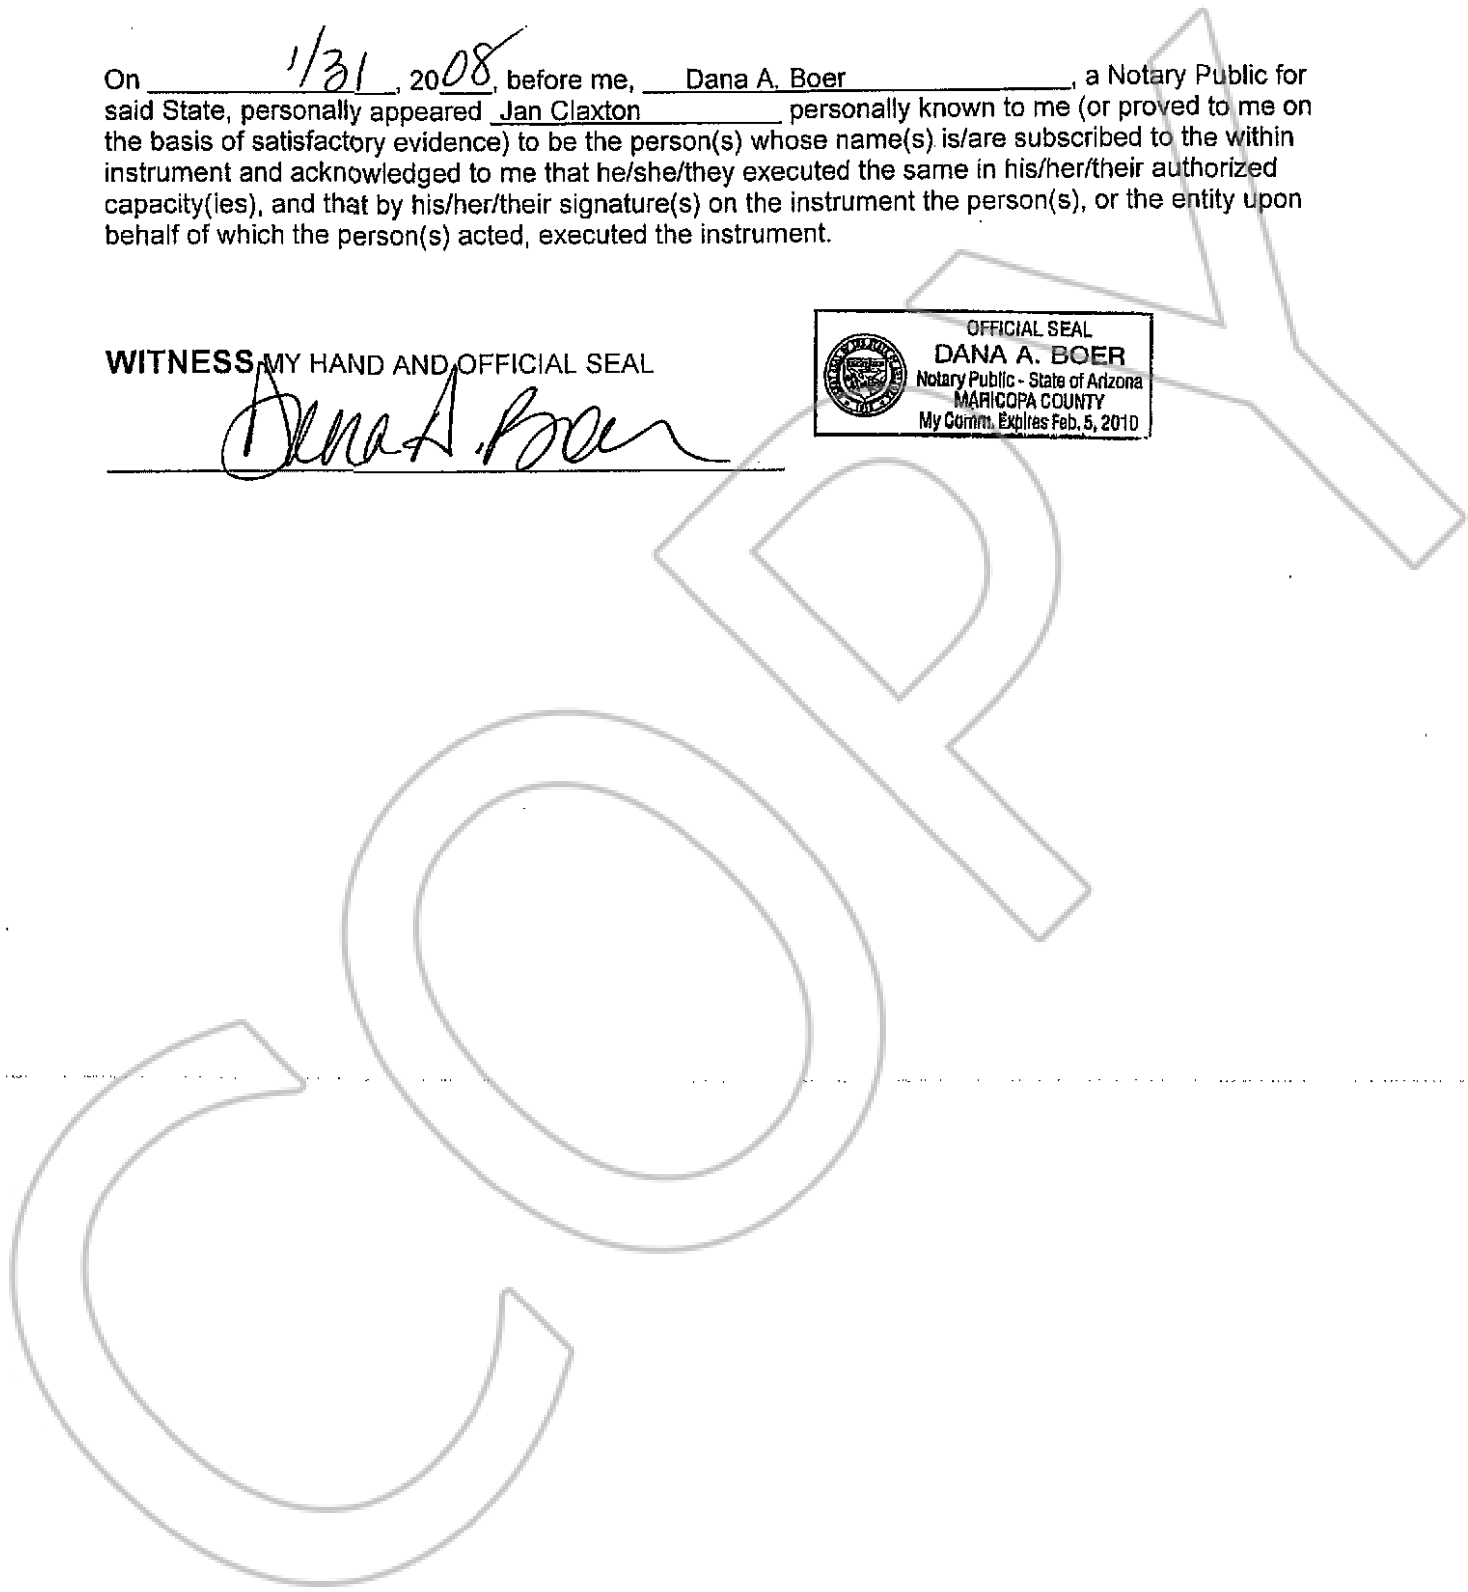 On 1/31, 2008, before me, Dana A. Boer, a Notary Public for
said State, personally appeared Jan Claxton personally known to me (or proved to me on
the basis of satisfactory evidence) to be the person(s) whose name(s) is/are subscribed to the within
instrument and acknowledged to me that he/she/they executed the same in his/her/their authorized
capacity(ies), and that by his/her/their signature(s) on the instrument the person(s), or the entity upon
behalf of which the person(s) acted, executed the instrument.
WITNESS MY HAND AND OFFICIAL SEAL
Dana A. Boer
OFFICIAL SEAL
DANA A. BOER
Notary Public - State of Arizona
MARICOPA COUNTY
My Comm. Expires Feb. 5, 2010
COPY